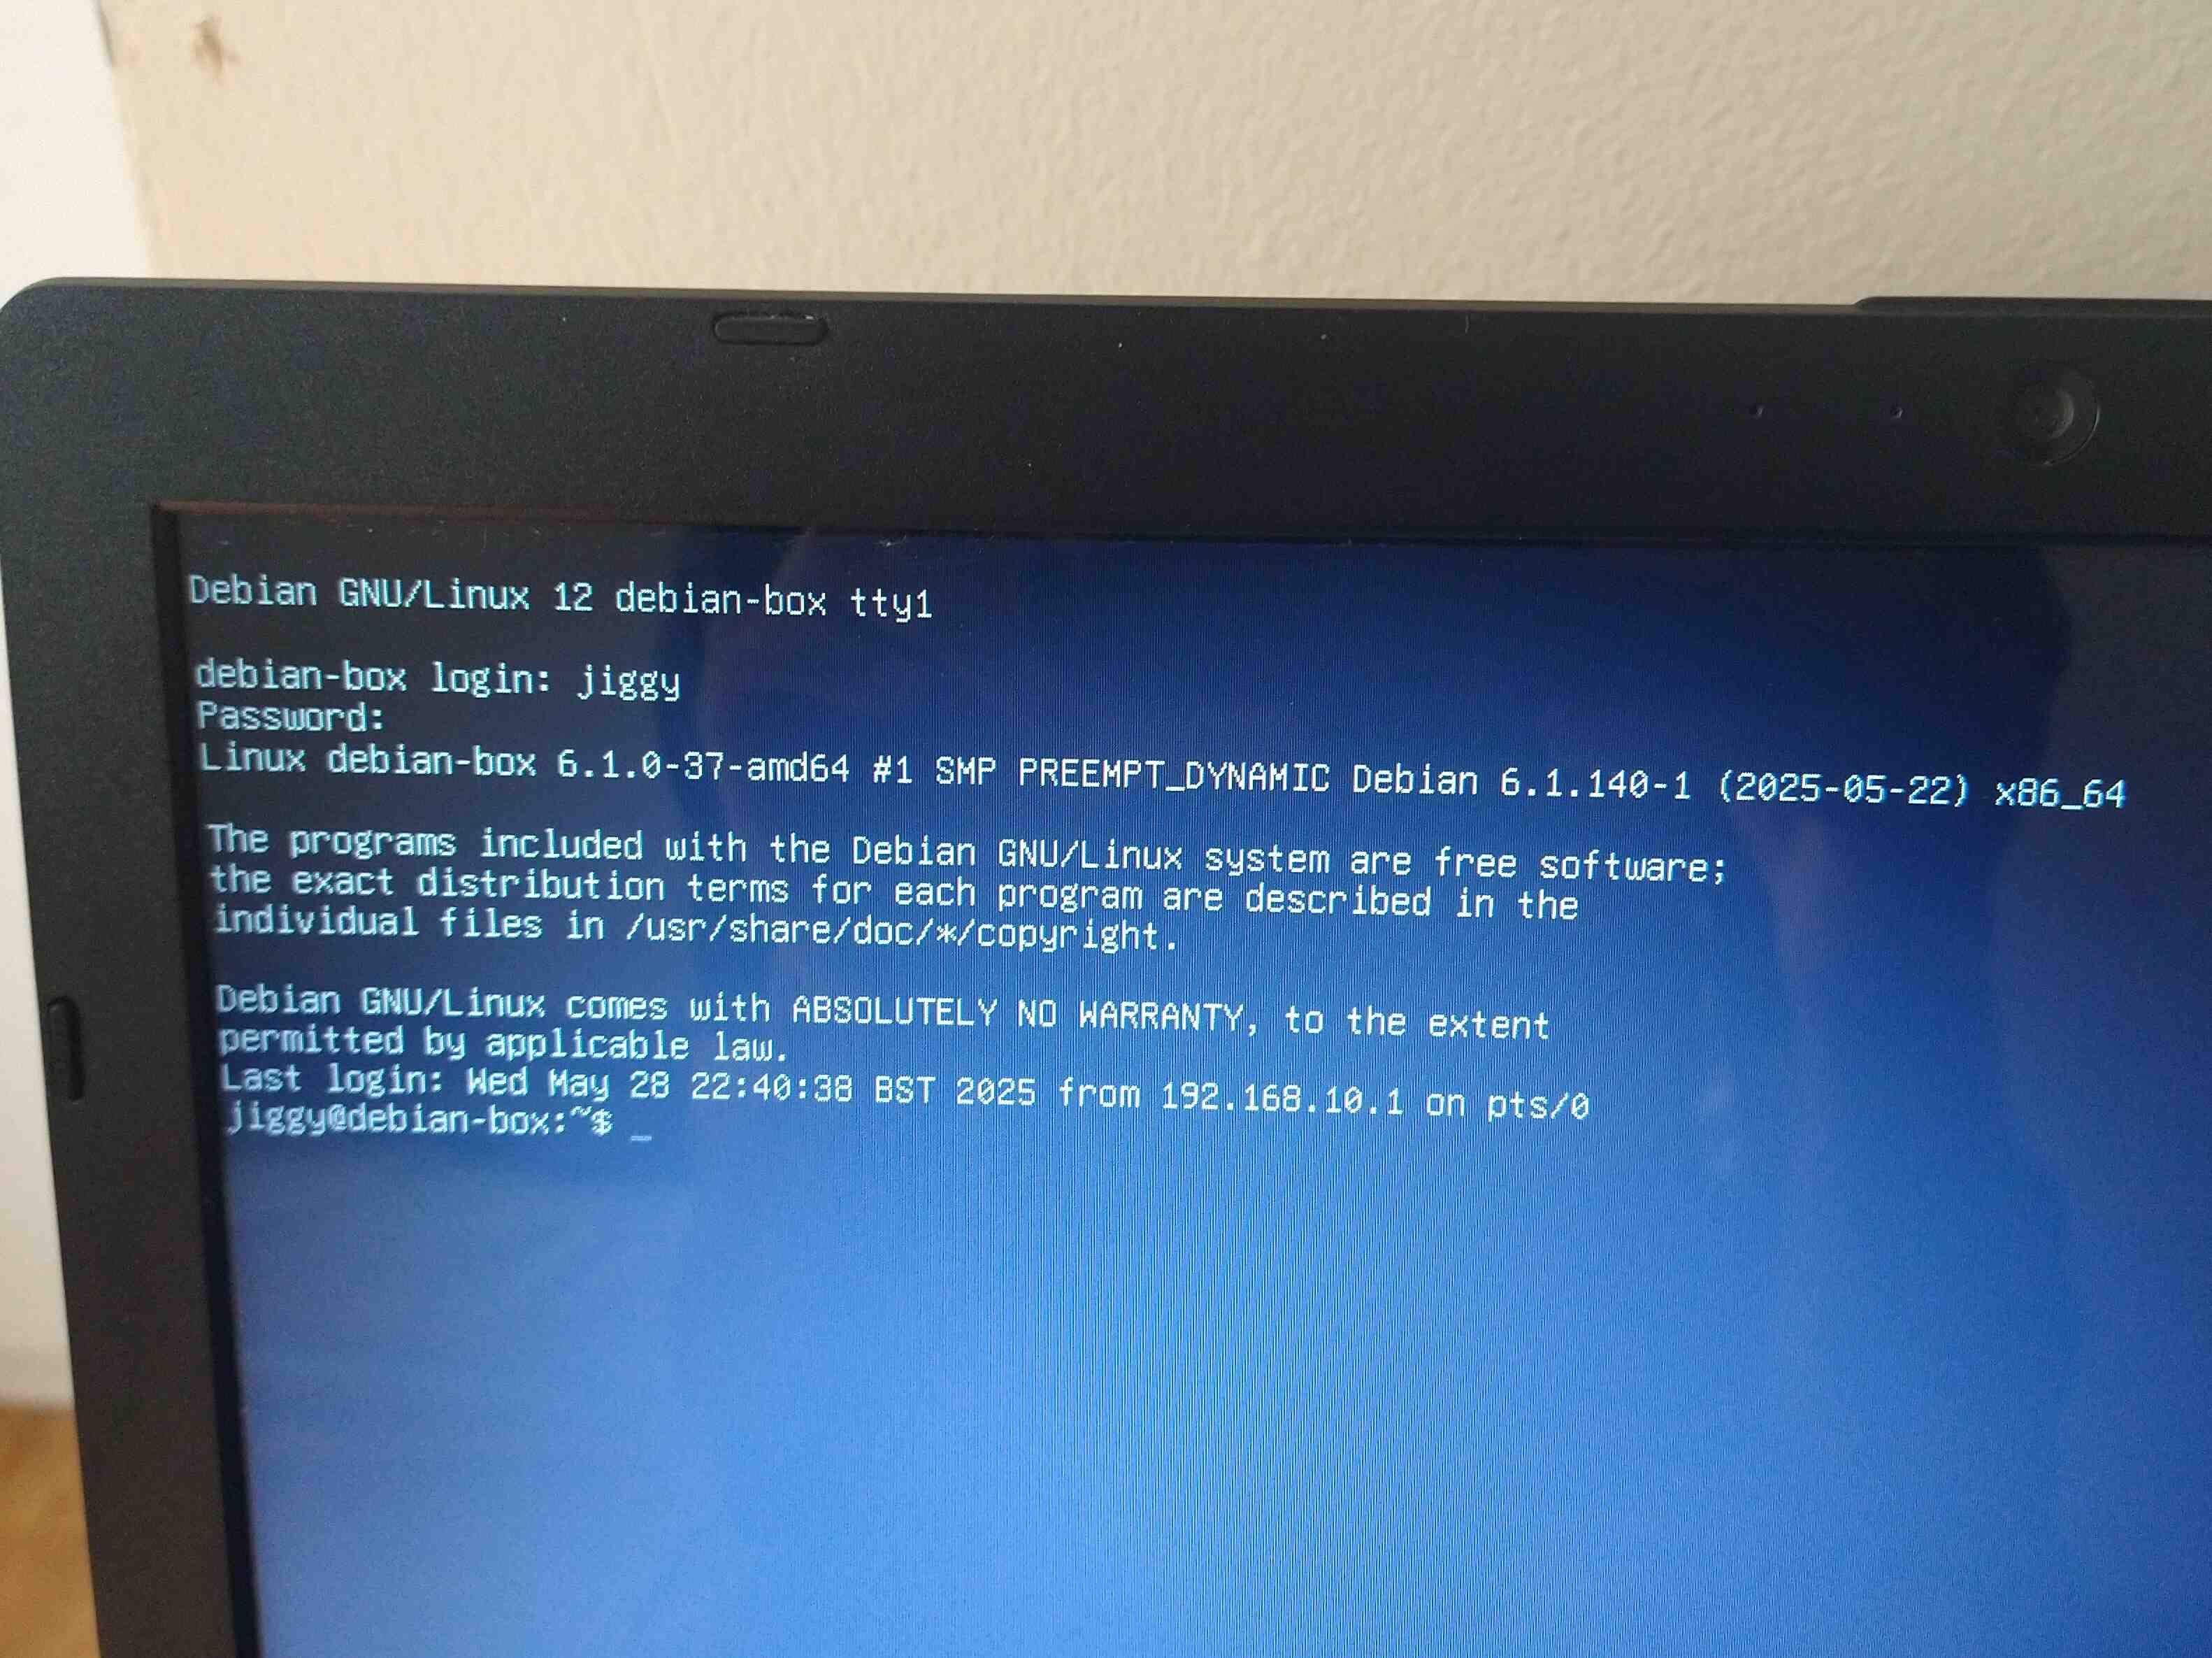 Debian GNU/Linux 12 debian-box tty1
debian-box login: jiggy
Password:
Linux debian-box 6.1.0-37-amd64 #1 SMP PREEMPT_DYNAMIC Debian 6.1.140-1 (2025-05-22) x86_64
The programs included with the Debian GNU/Linux system are free software;
the exact distribution terms for each program are described in the
individual files in /usr/share/doc/*/copyright.
Debian GNU/Linux comes with ABSOLUTELY NO WARRANTY, to the extent
permitted by applicable law.
Last login: Wed May 28 22:40:38 BST 2025 from 192.168.10.1 on pts/0
jiggy@debian-box:~$ _